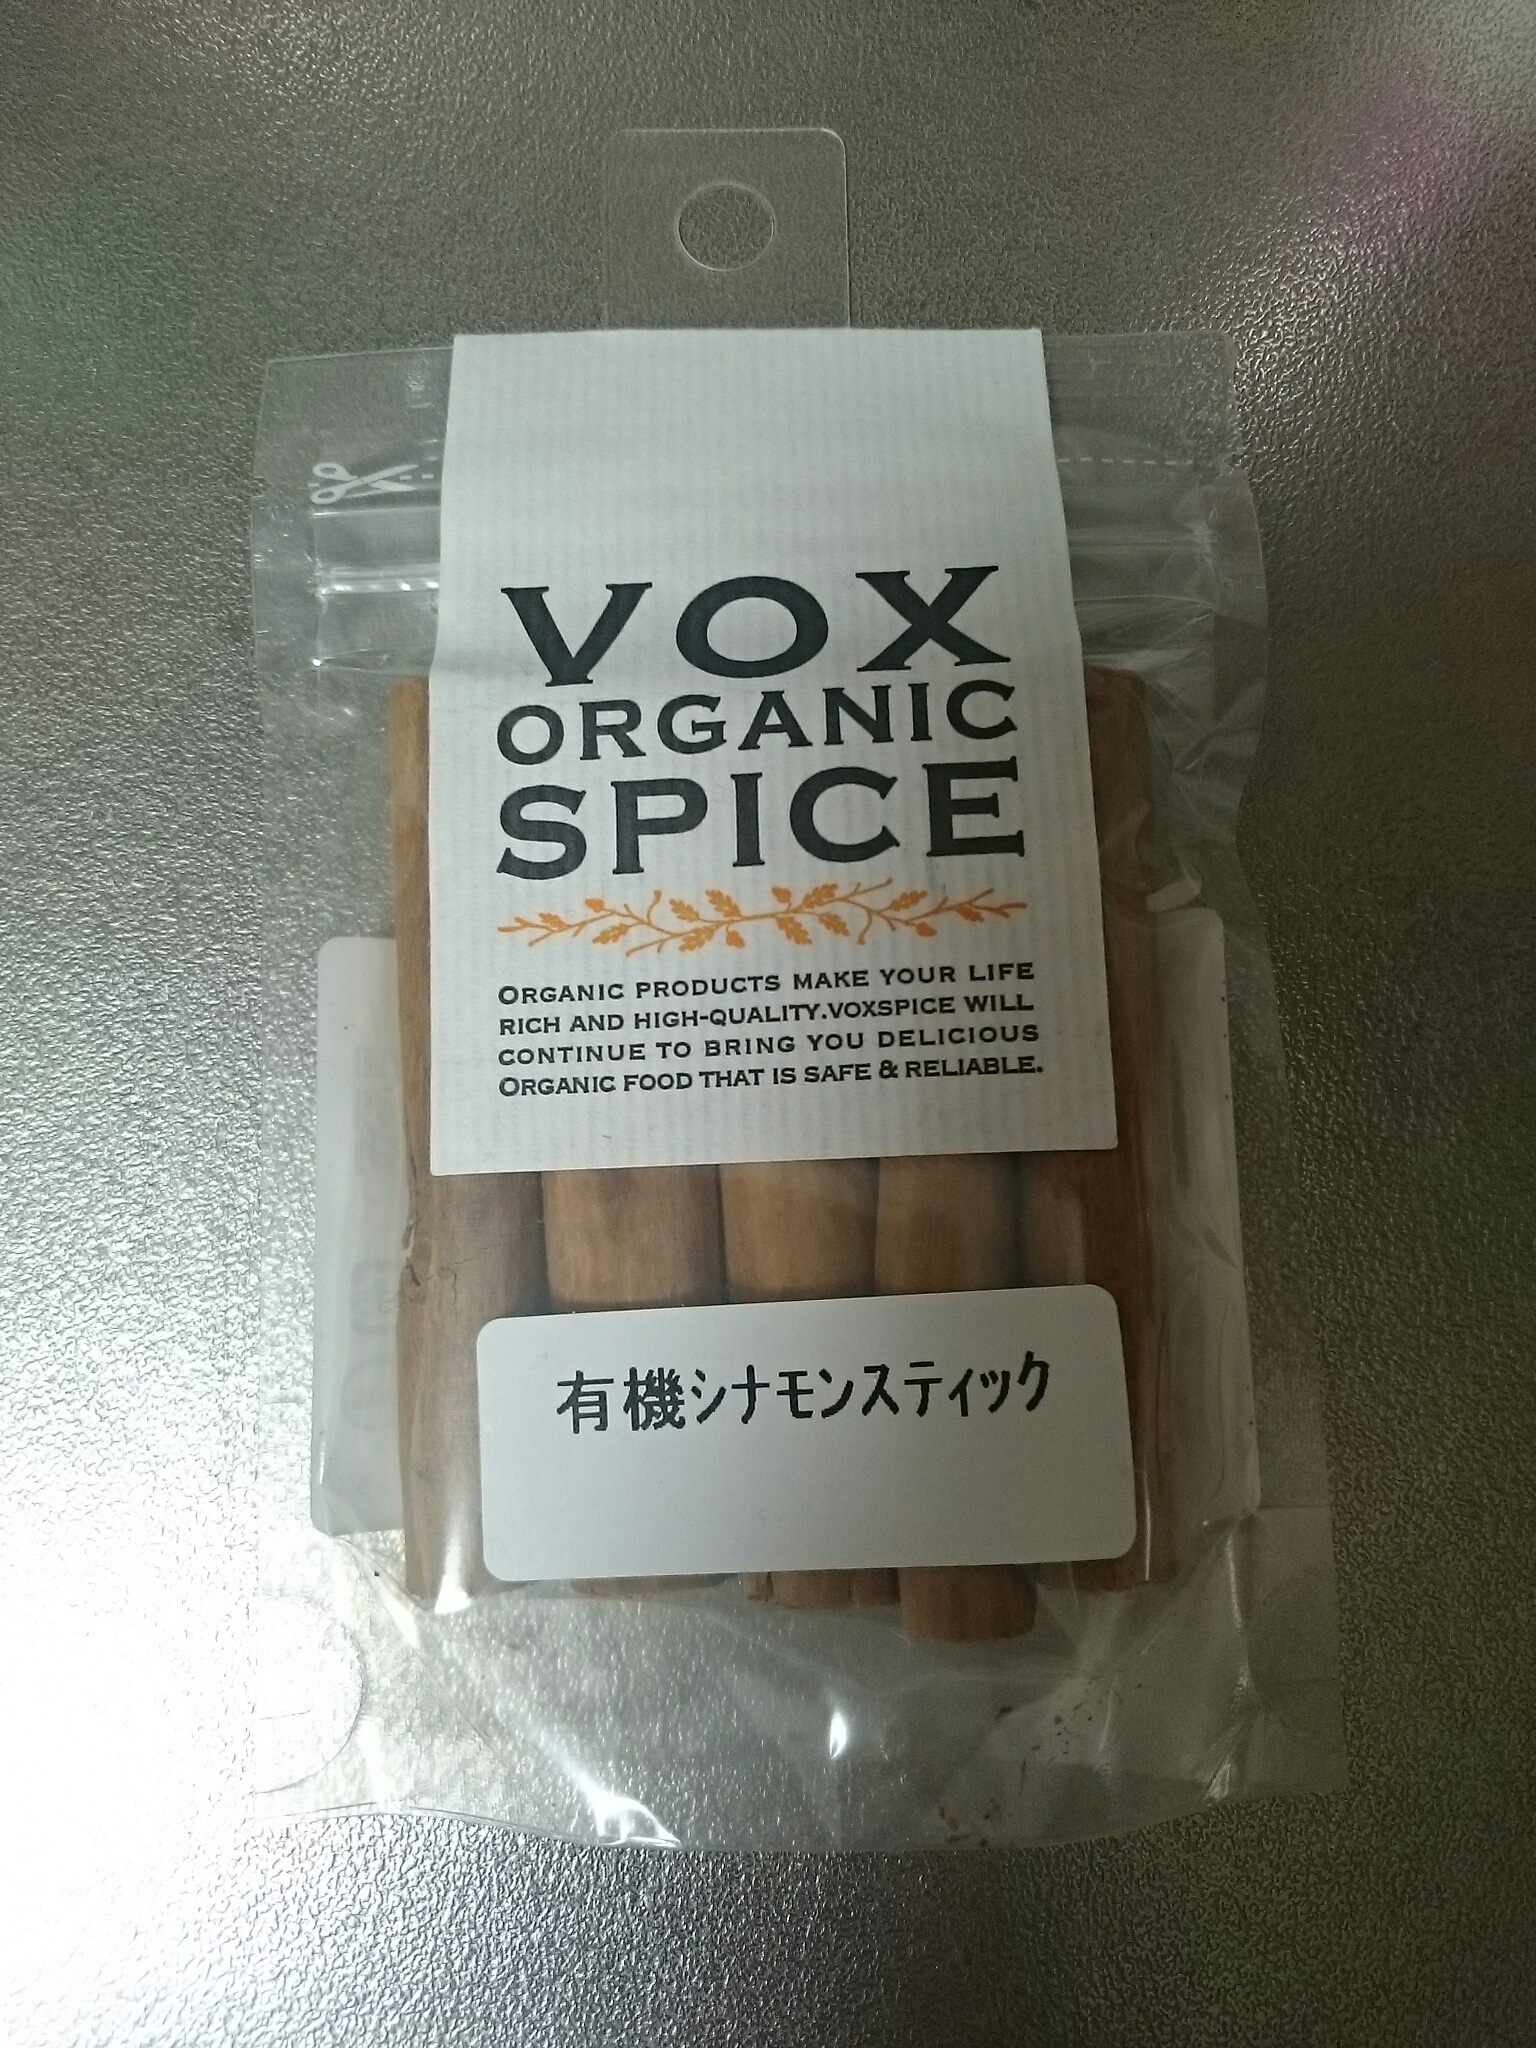 VOX
ORGANIC
SPICE
ORGANIC PRODUCTS MAKE YOUR LIFE
RICH AND HIGH-QUALITY.VOXSPICE WILL
CONTINUE TO BRING YOU DELICIOUS
ORGANIC FOOD THAT IS SAFE & RELIABLE.
有機シナモンスティック